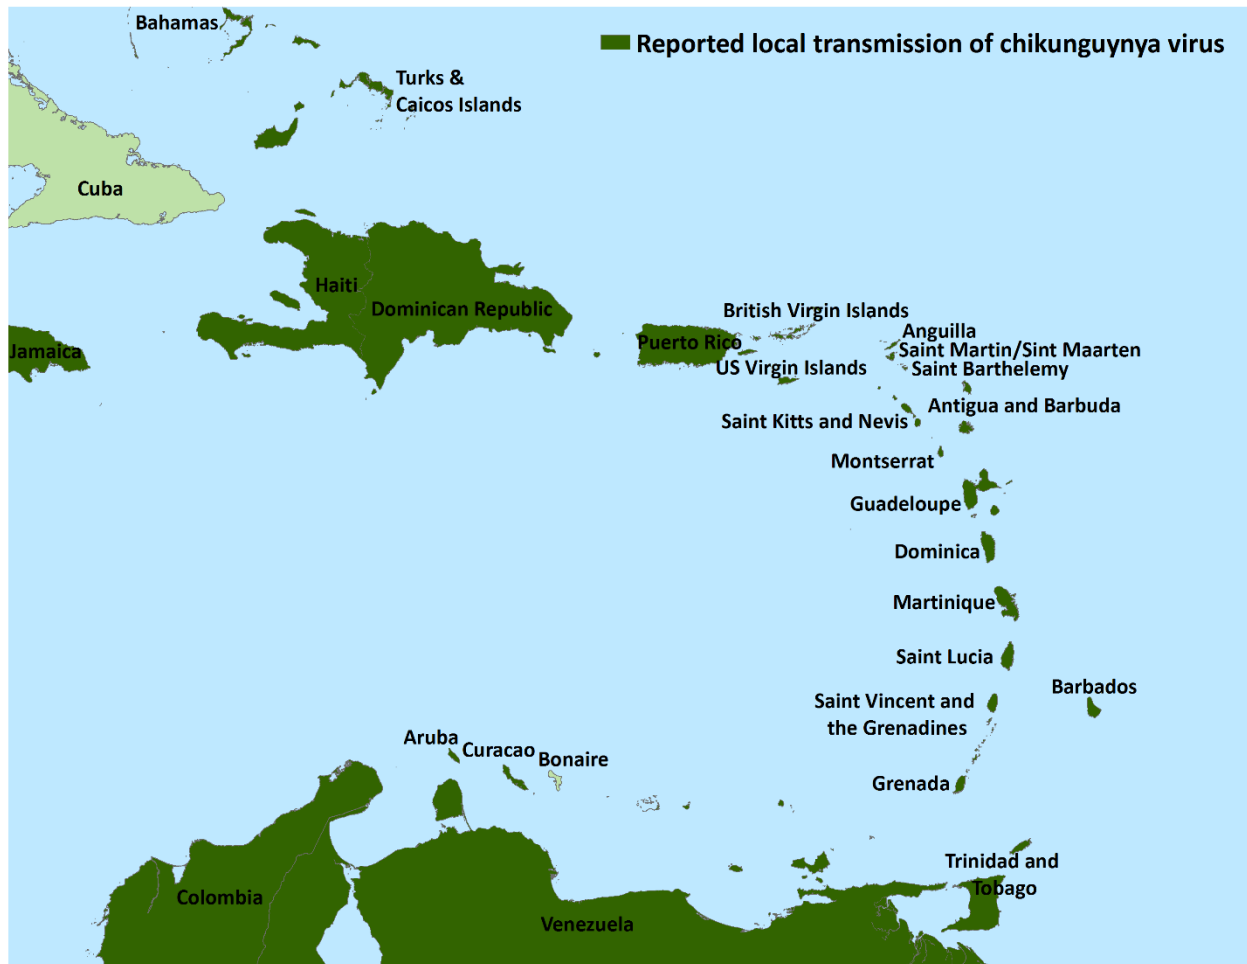 Bahamas
Reported local transmission of chikunguynya virus
Turks &
Caicos Islands
Cuba
Haiti
Dominican Republic
Jamaica
Puerto Rico
British Virgin Islands
US Virgin Islands
Anguilla
Saint Martin/Sint Maarten
Saint Barthelemy
Antigua and Barbuda
Saint Kitts and Nevis
Montserrat
Guadeloupe
Dominica
Martinique
Saint Lucia
Barbados
Saint Vincent and
the Grenadines
Aruba
Curacao
Bonaire
Grenada
Trinidad and
Tobago
Colombia
Venezuela